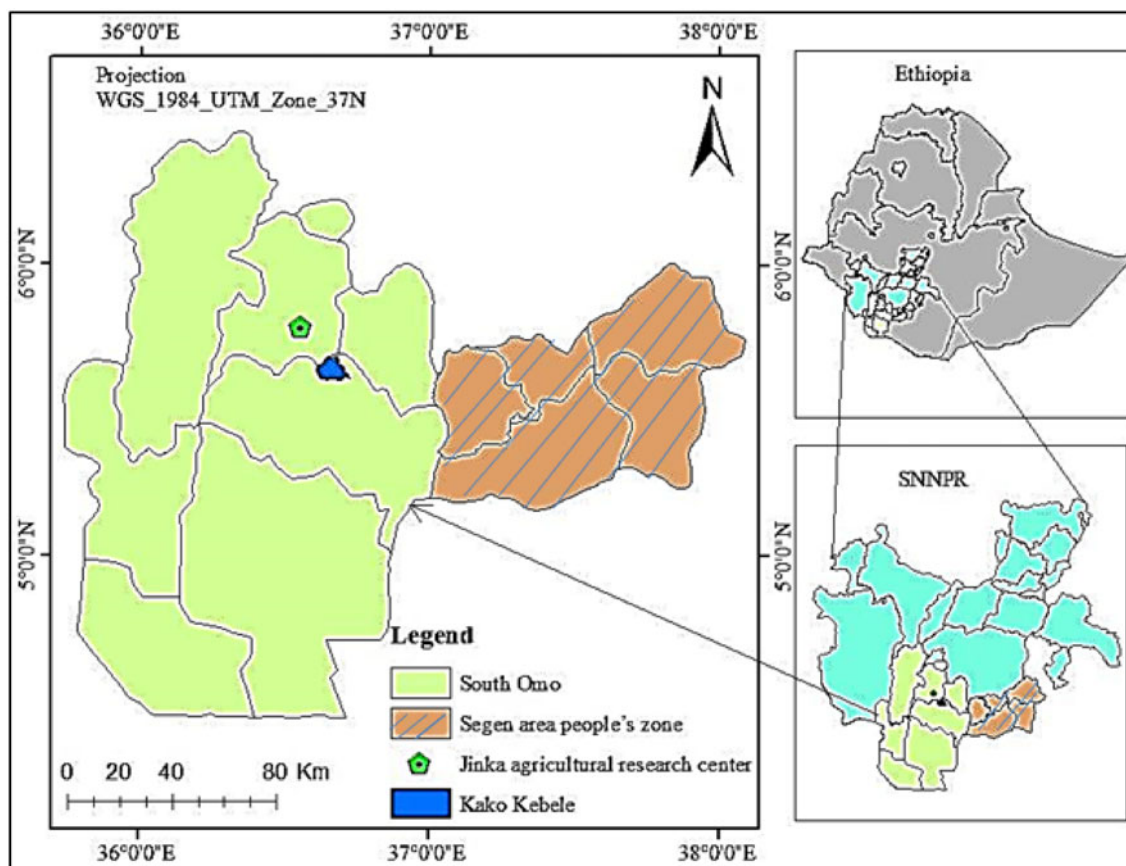 36°0'0"E 37°0'0"E 38°0'0"E
Projection
WGS_1984_UTM_Zone_37N
N
6°0'0"N
5°0'0"N
6°0'0"N
5°0'0"N
Legend
South Omo
Segen area people's zone
Jinka agricultural research center
Kako Kebele
0 20 40 80 Km
36°0'0"E 37°0'0"E 38°0'0"E
Ethiopia
SNNPR